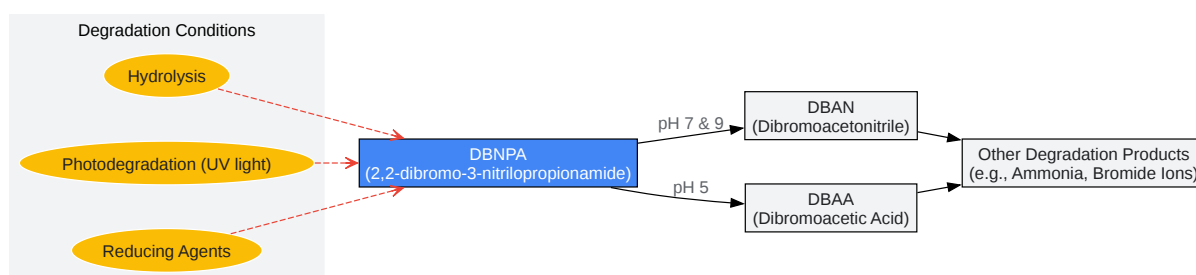 Degradation Conditions
Hydrolysis
Photodegradation (UV light)
Reducing Agents
DBNPA
(2,2-dibromo-3-nitrilopropionamide)
pH 7 & 9
pH 5
DBAN
(Dibromoacetonitrile)
DBAA
(Dibromoacetic Acid)
Other Degradation Products
(e.g., Ammonia, Bromide Ions)